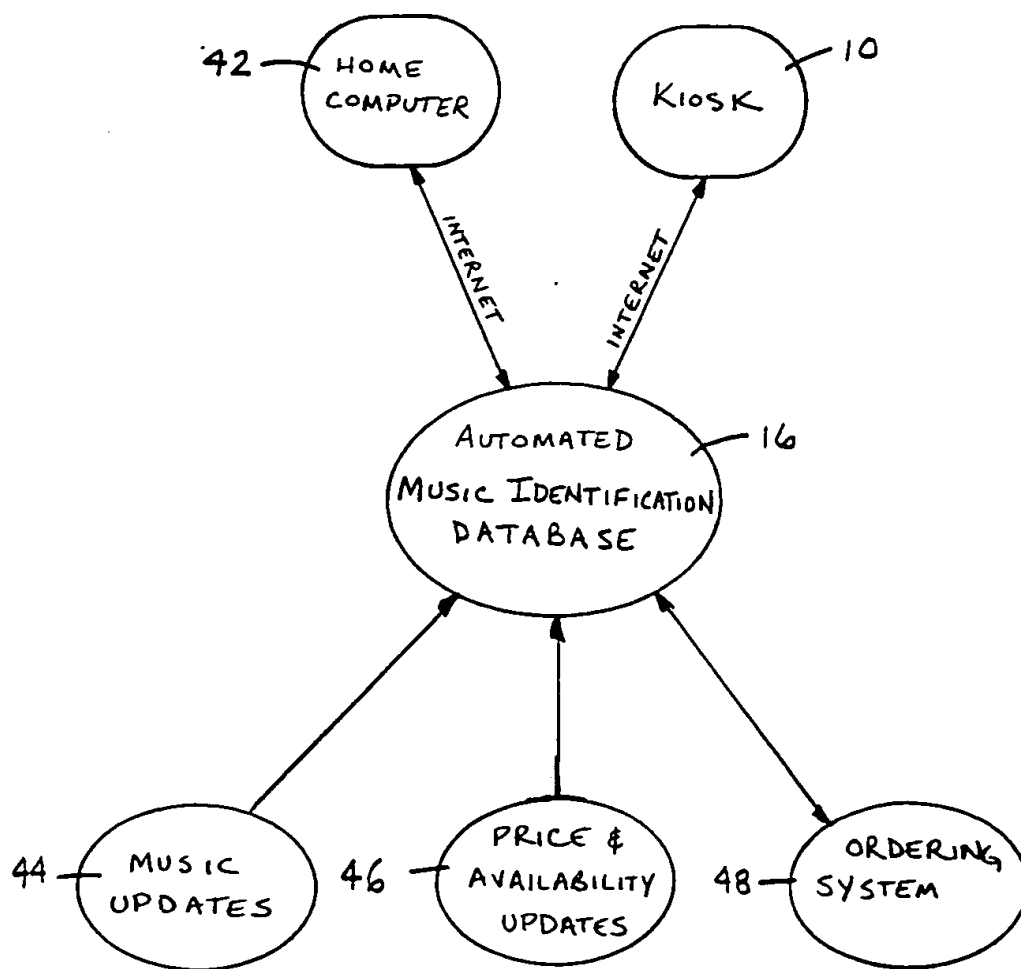 42
HOME
COMPUTER
10
KIOSK
INTERNET
INTERNET
16
AUTOMATED
MUSIC IDENTIFICATION
DATABASE
44
MUSIC
UPDATES
46
PRICE &
AVAILABILITY
UPDATES
48
ORDERING
SYSTEM